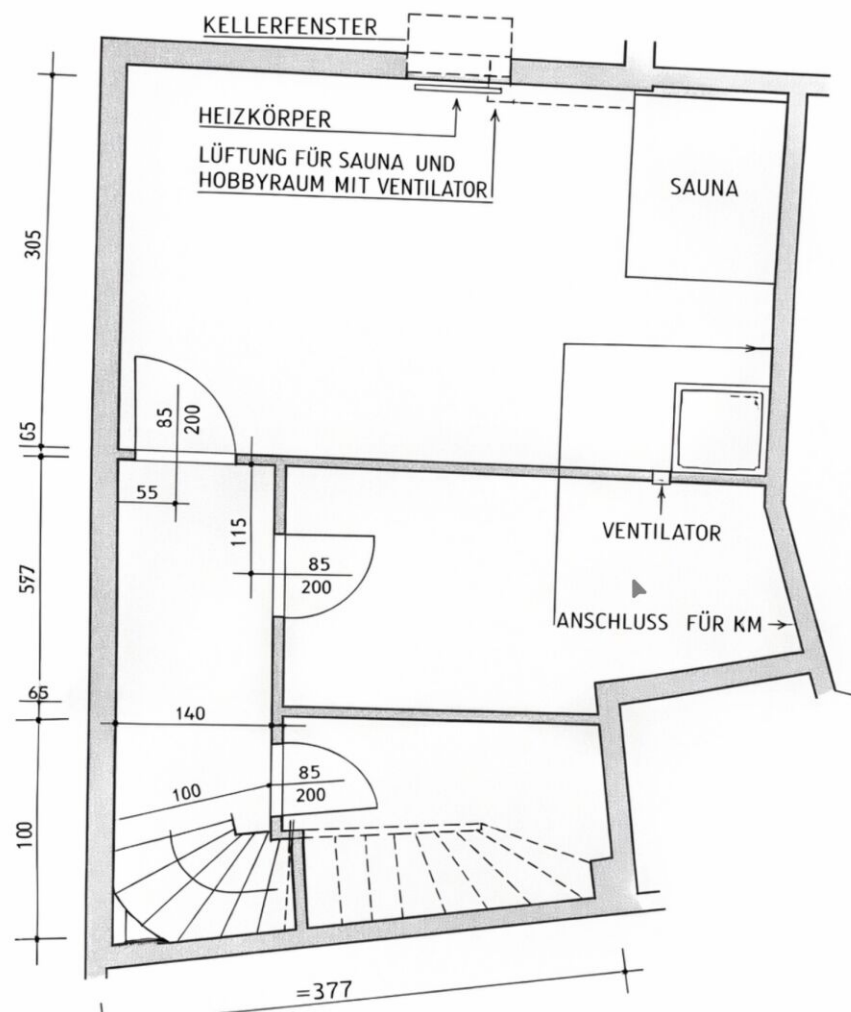 KELLERFENSTER
HEIZKÖRPER
LÜFTUNG FÜR SAUNA UND
HOBBYRAUM MIT VENTILATOR
SAUNA
305
85
200
65
55
115
VENTILATOR
85
200
577
ANSCHLUSS FÜR KM
65
140
85
200
100
100
=377